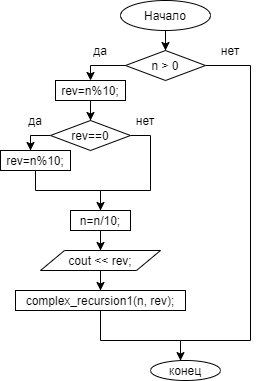 Начало
да
нет
n > 0
rev=n%10;
да
нет
rev==0
rev=n%10;
n=n/10;
cout << rev;
complex_recursion1(n, rev);
конец